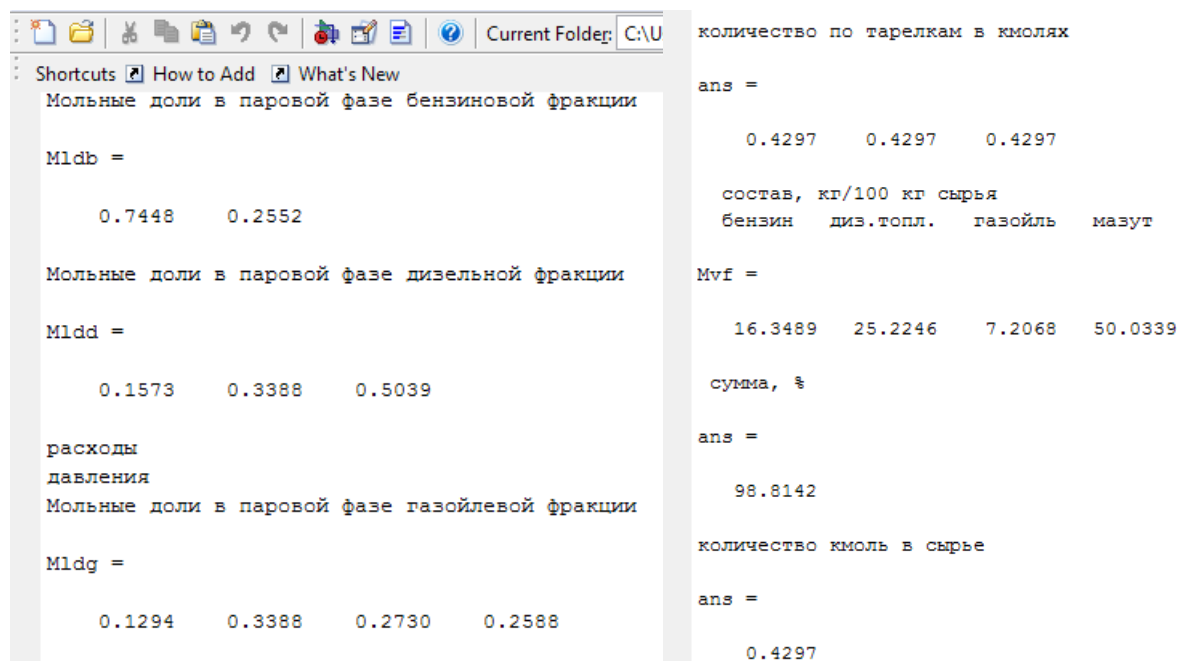 Current Folder: C:\U
Shortcuts How to Add What's New
Мольные доли в паровой фазе бензиновой фракции
Mldb =
0.7448 0.2552
Мольные доли в паровой фазе дизельной фракции
Mldd =
0.1573 0.3388 0.5039
расходы
давления
Мольные доли в паровой фазе газойлевой фракции
Mldg =
0.1294 0.3388 0.2730 0.2588
количество по тарелкам в кмолях
ans =
0.4297 0.4297 0.4297
состав, кг/100 кг сырья
бензин диз.топл. газойль мазут
Mvf =
16.3489 25.2246 7.2068 50.0339
сумма, %
ans =
98.8142
количество кмоль в сырье
ans =
0.4297